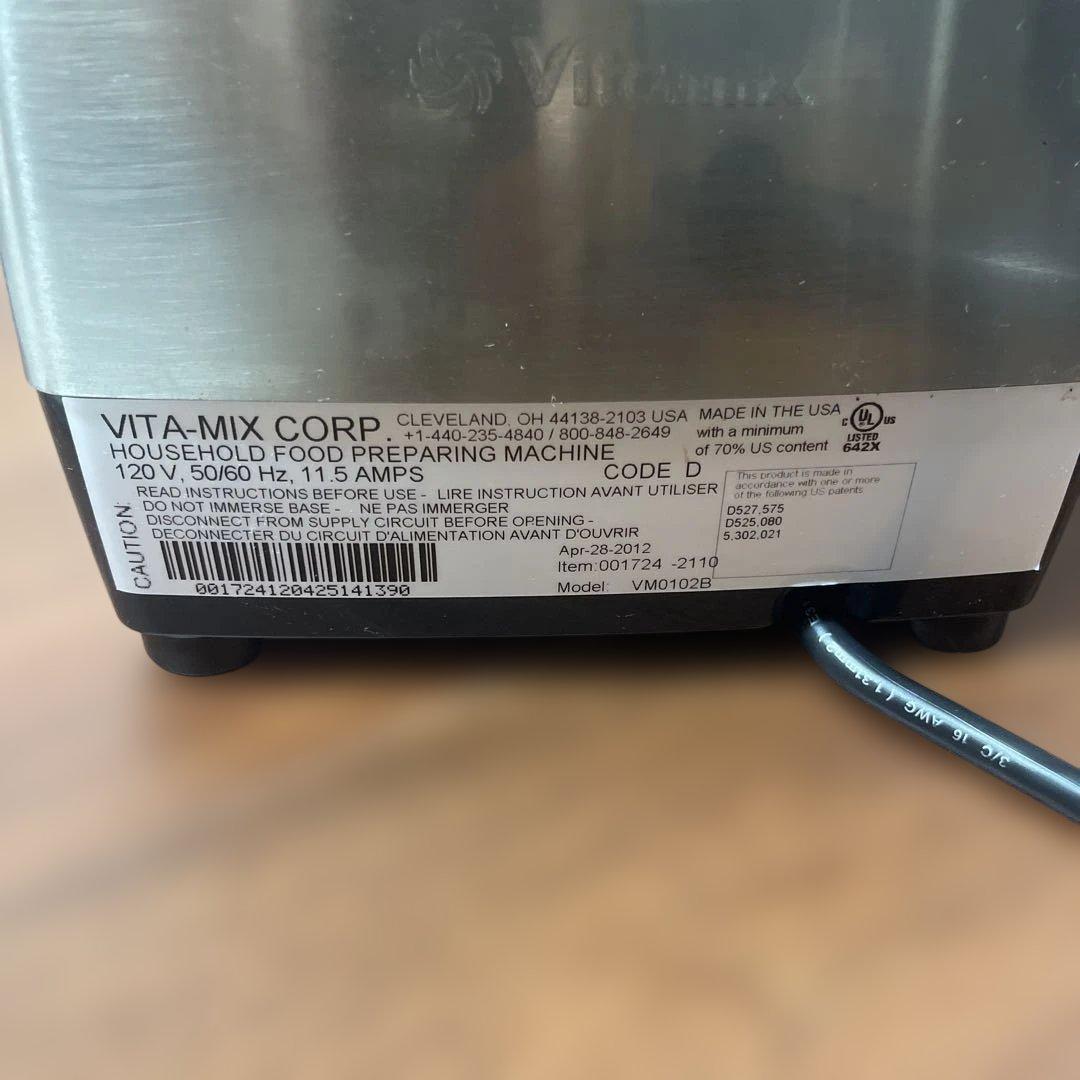 Vitamix
VITA-MIX CORP. CLEVELAND, OH 44138-2103 USA
+1-440-235-4840 / 800-848-2649
HOUSEHOLD FOOD PREPARING MACHINE
120 V, 50/60 Hz, 11.5 AMPS CODE D
READ INSTRUCTIONS BEFORE USE - LIRE INSTRUCTION AVANT UTILISER
DO NOT IMMERSE BASE - NE PAS IMMERGER
DISCONNECT FROM SUPPLY CIRCUIT BEFORE OPENING -
DECONNECTER DU CIRCUIT D'ALIMENTATION AVANT D'OUVRIR
CAUTION:
001724120425141390
Apr-28-2012
Item:001724 -2110
Model: VM0102B
MADE IN THE USA
with a minimum
of 70% US content
C UL US
LISTED
642X
This product is made in
accordance with one or more
of the following US patents
D527,575
D525,080
5,302,021
3/C 16 AWG (1.31mm2)